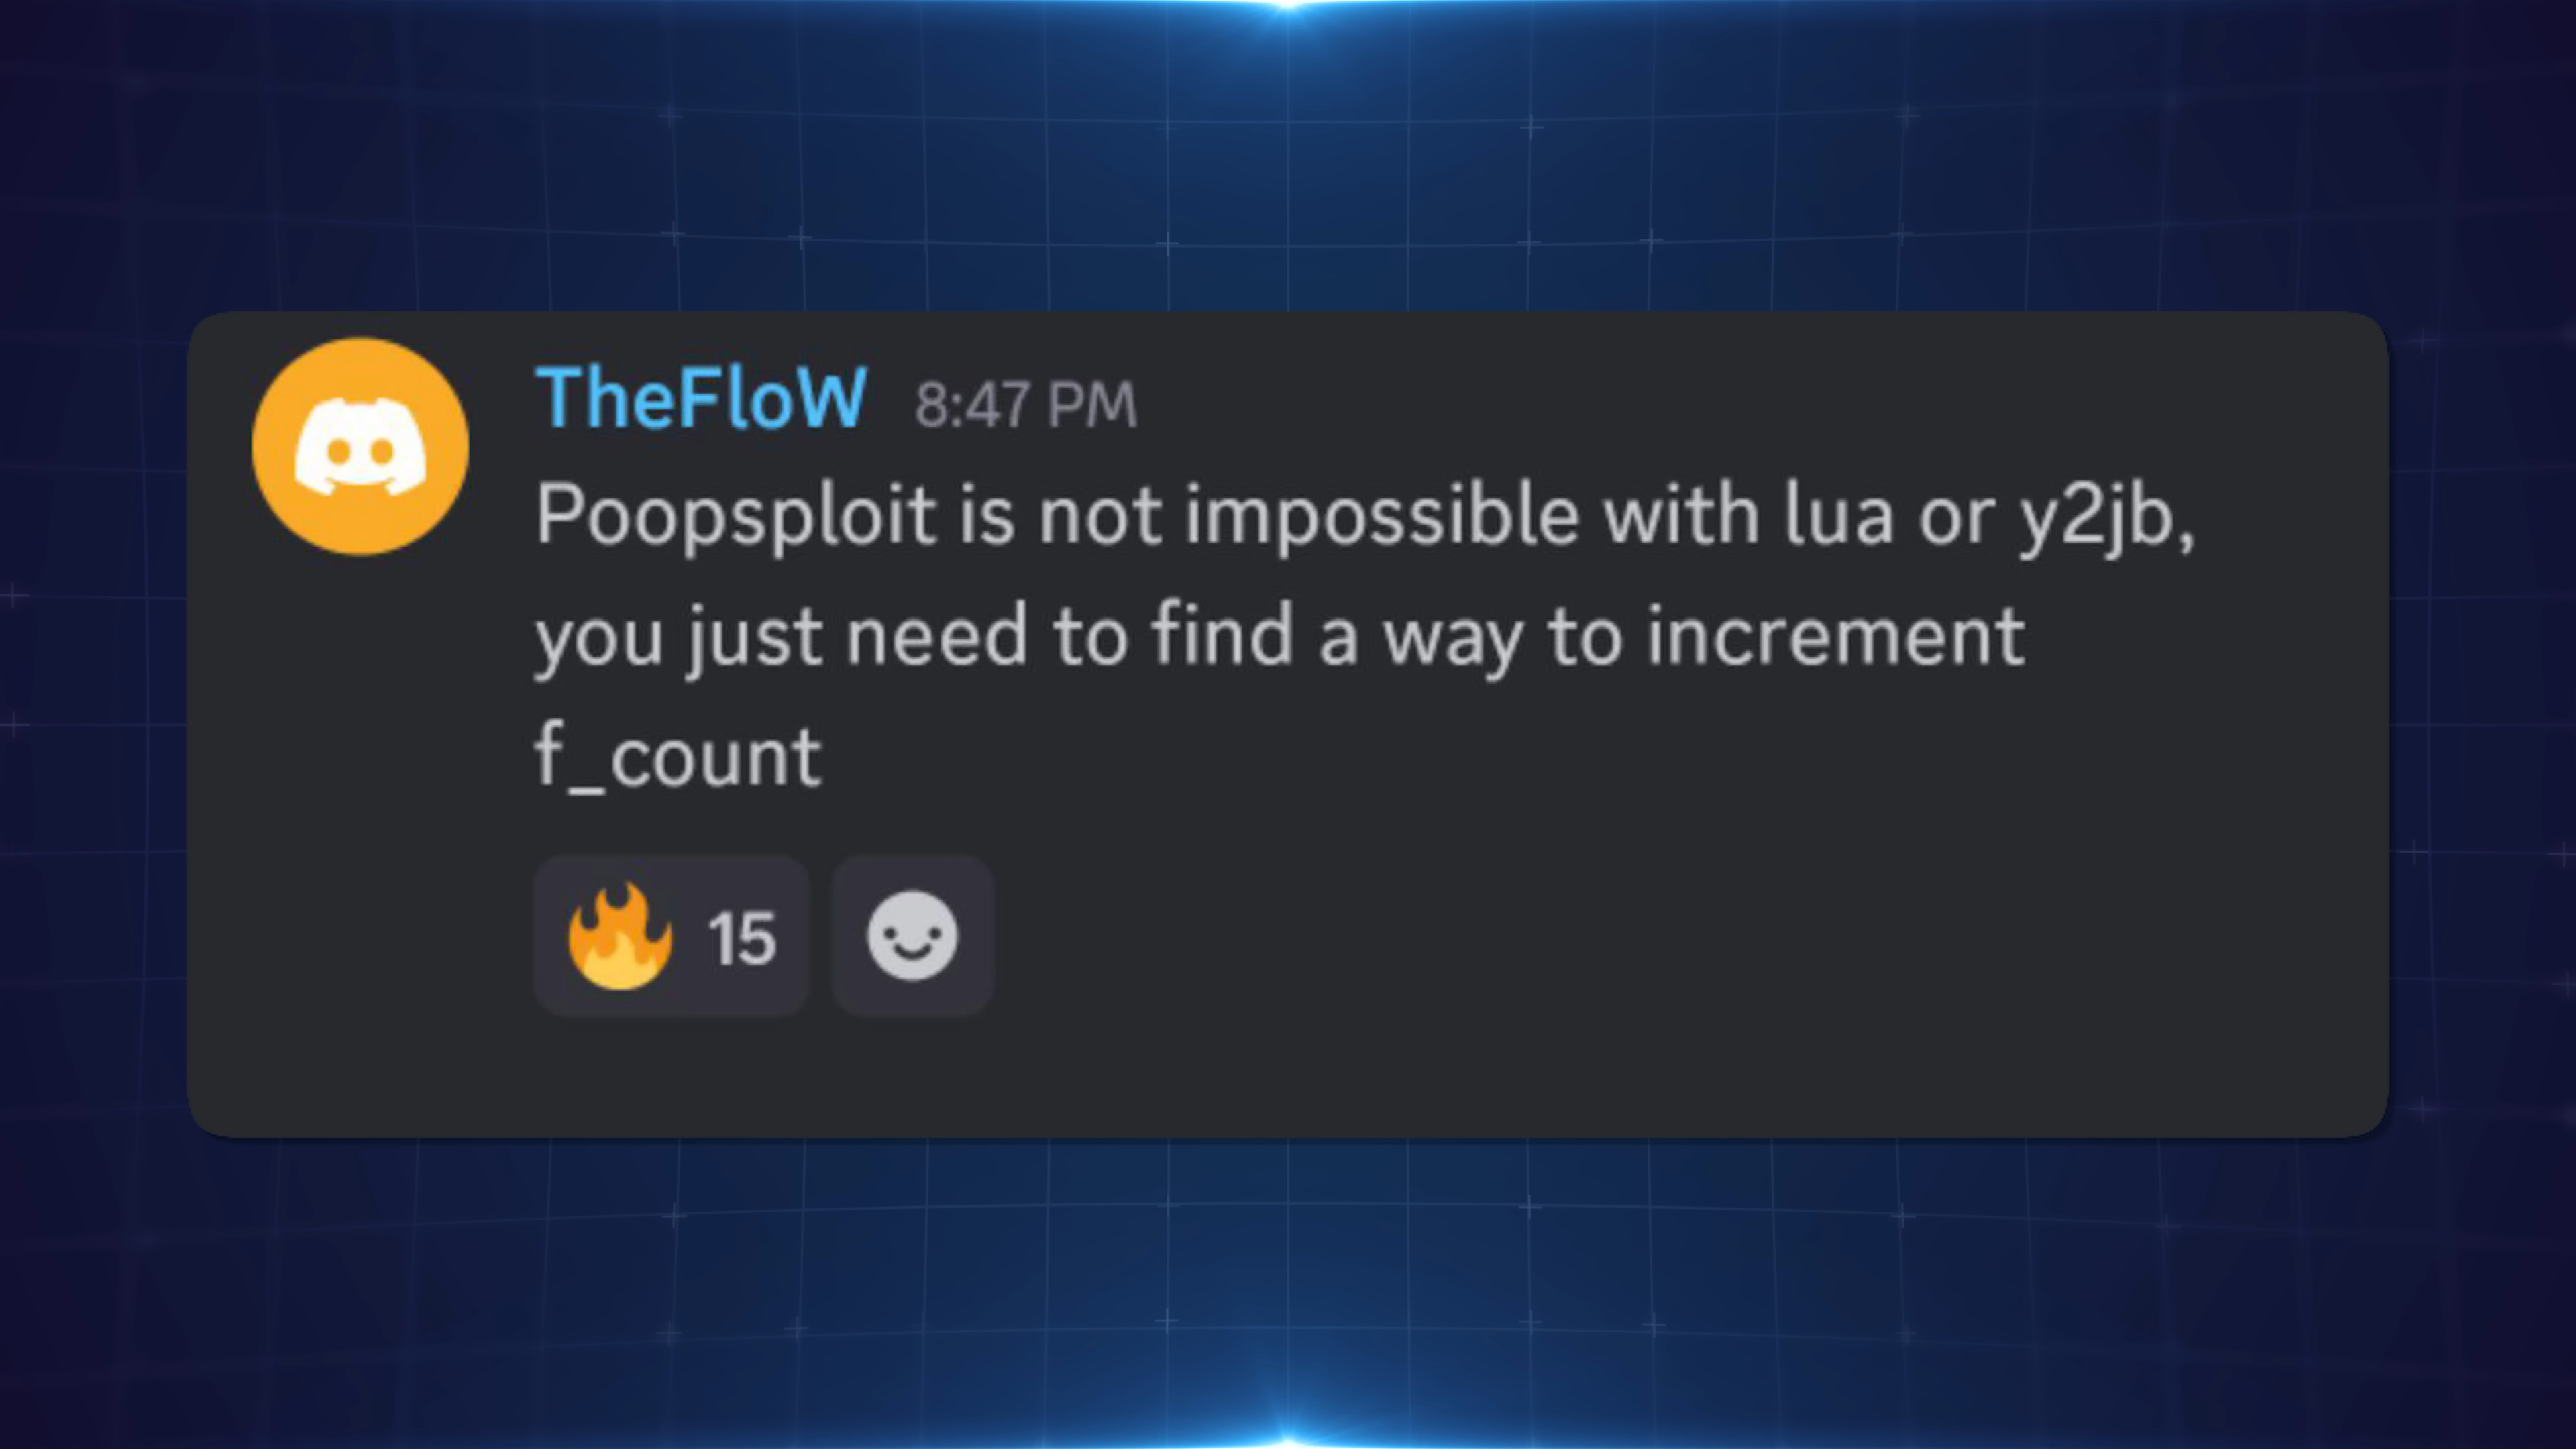 TheFloW 8:47 PM
Poopsploit is not impossible with lua or y2jb,
you just need to find a way to increment
f_count
🔥 15